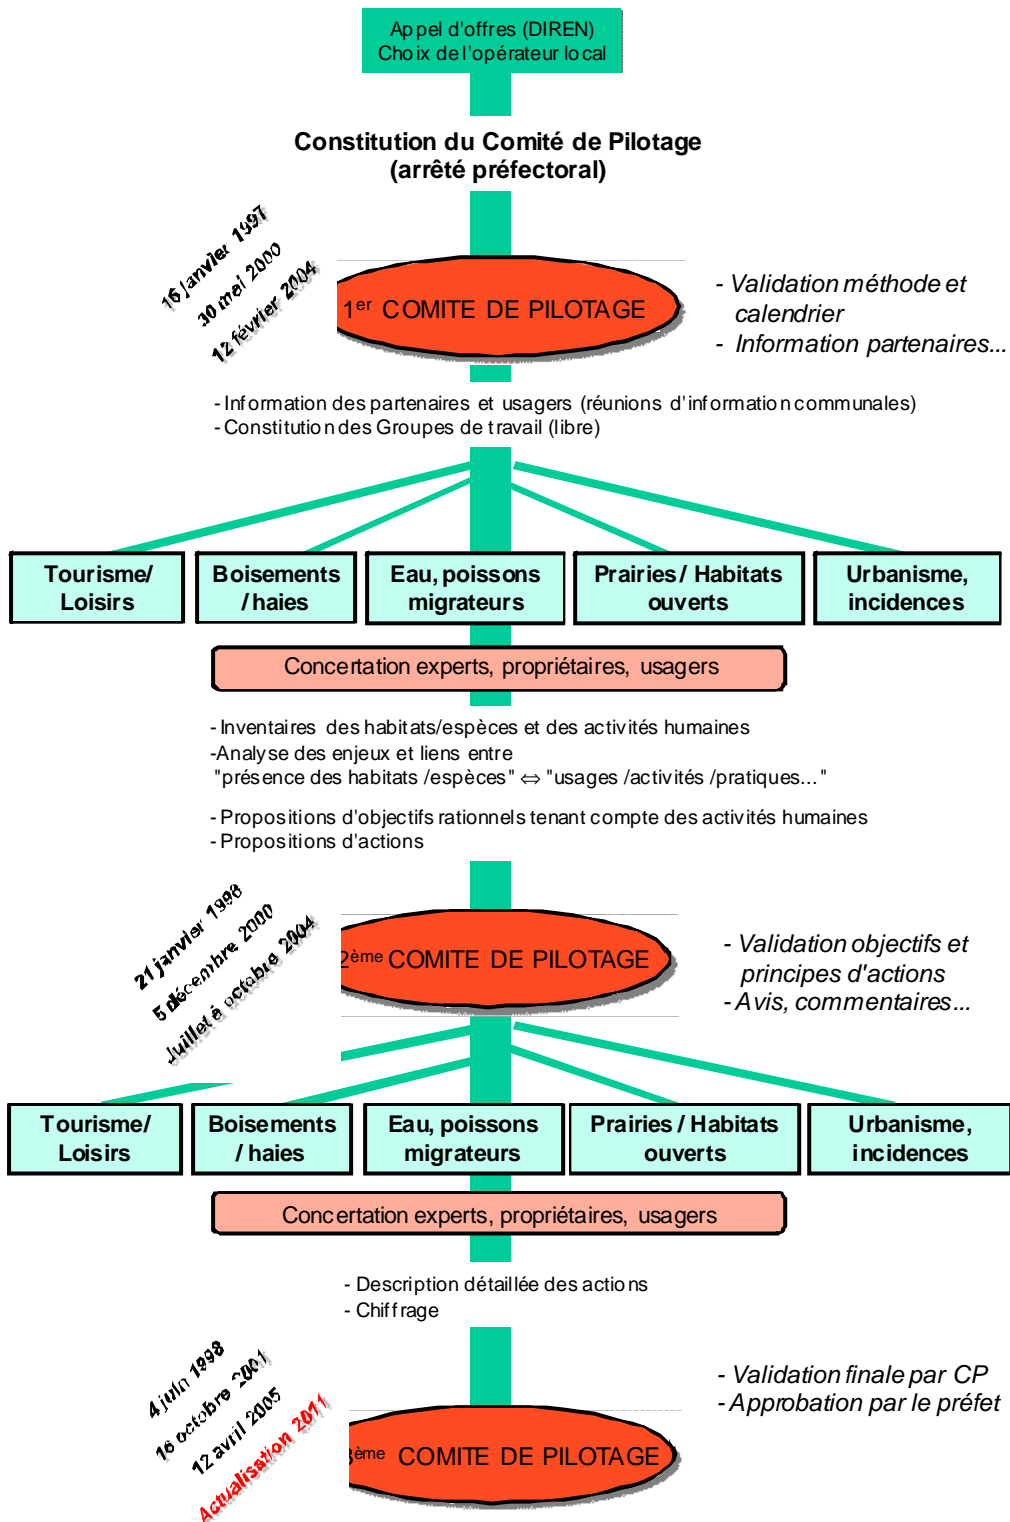 Appel d'offres (DIREN)
Choix de l'opérateur local
Constitution du Comité de Pilotage
(arrêté préfectoral)
16 janvier 1997
30 mai 2000
12 février 2004
1er COMITE DE PILOTAGE
- Validation méthode et
calendrier
- Information partenaires...
- Information des partenaires et usagers (réunions d'information communales)
- Constitution des Groupes de travail (libre)
Tourisme/
Loisirs
Boisements
/ haies
Eau, poissons
migrateurs
Prairies / Habitats
ouverts
Urbanisme,
incidences
Concertation experts, propriétaires, usagers
- Inventaires des habitats/espèces et des activités humaines
-Analyse des enjeux et liens entre
"présence des habitats /espèces" ⇔ "usages /activités /pratiques..."
- Propositions d'objectifs rationnels tenant compte des activités humaines
- Propositions d'actions
21 janvier 1998
5 décembre 2000
Juillet à octobre 2004
2ème COMITE DE PILOTAGE
- Validation objectifs et
principes d'actions
- Avis, commentaires...
Tourisme/
Loisirs
Boisements
/ haies
Eau, poissons
migrateurs
Prairies / Habitats
ouverts
Urbanisme,
incidences
Concertation experts, propriétaires, usagers
- Description détaillée des actions
- Chiffrage
4 juin 1998
16 octobre 2001
12 avril 2005
Actualisation 2011
3ème COMITE DE PILOTAGE
- Validation finale par CP
- Approbation par le préfet